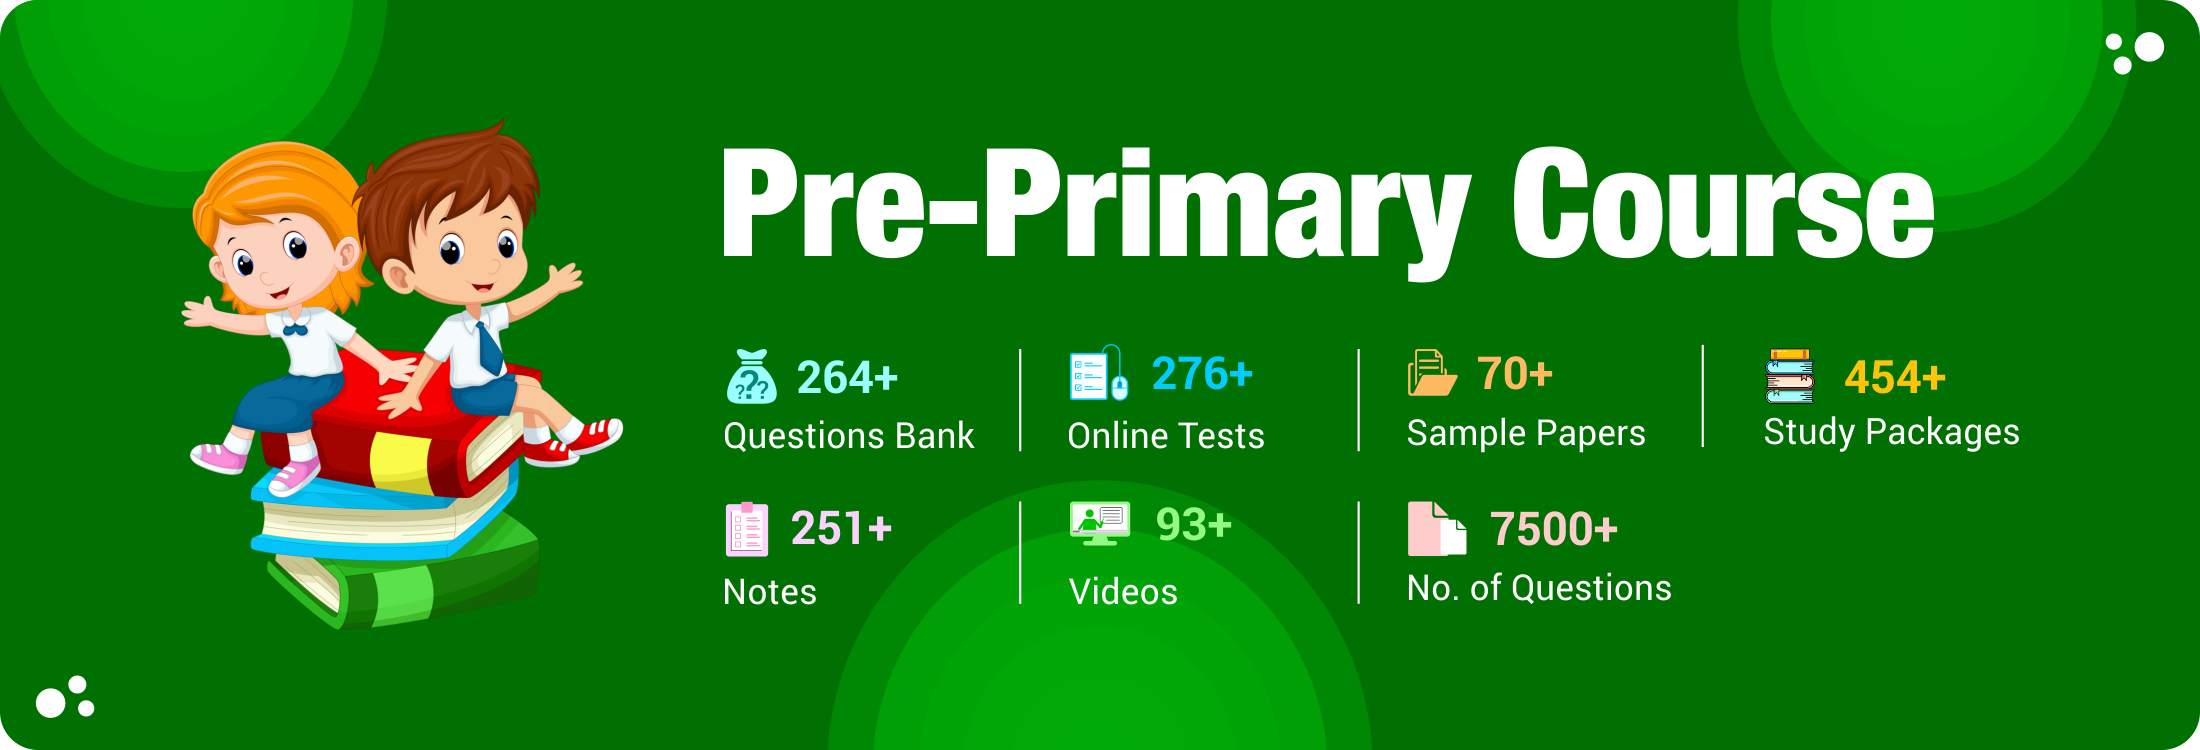 Pre-Primary Course
264+
Questions Bank
276+
Online Tests
70+
Sample Papers
454+
Study Packages
251+
Notes
93+
Videos
7500+
No. of Questions